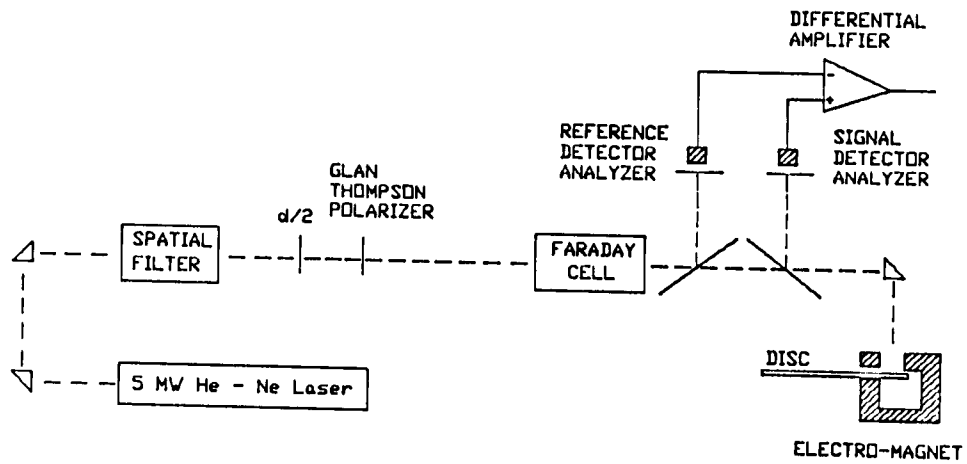 DIFFERENTIAL
AMPLIFIER
-
+
REFERENCE
DETECTOR
ANALYZER
SIGNAL
DETECTOR
ANALYZER
GLAN
THOMPSON
POLARIZER
d/2
SPATIAL
FILTER
FARADAY
CELL
5 MW He - Ne Laser
DISC
ELECTRO-MAGNET